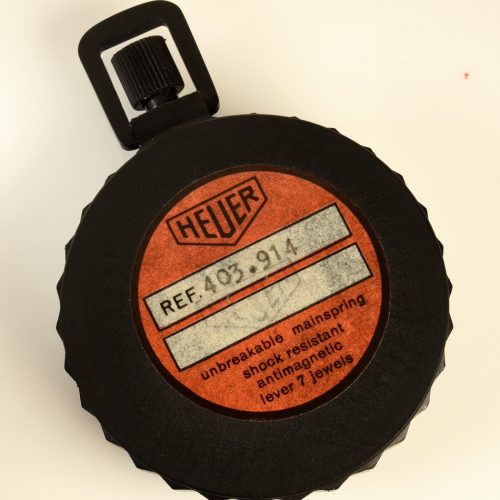 HEUER
REF. 403.914
unbreakable mainspring
shock resistant
antimagnetic
lever 7 jewels